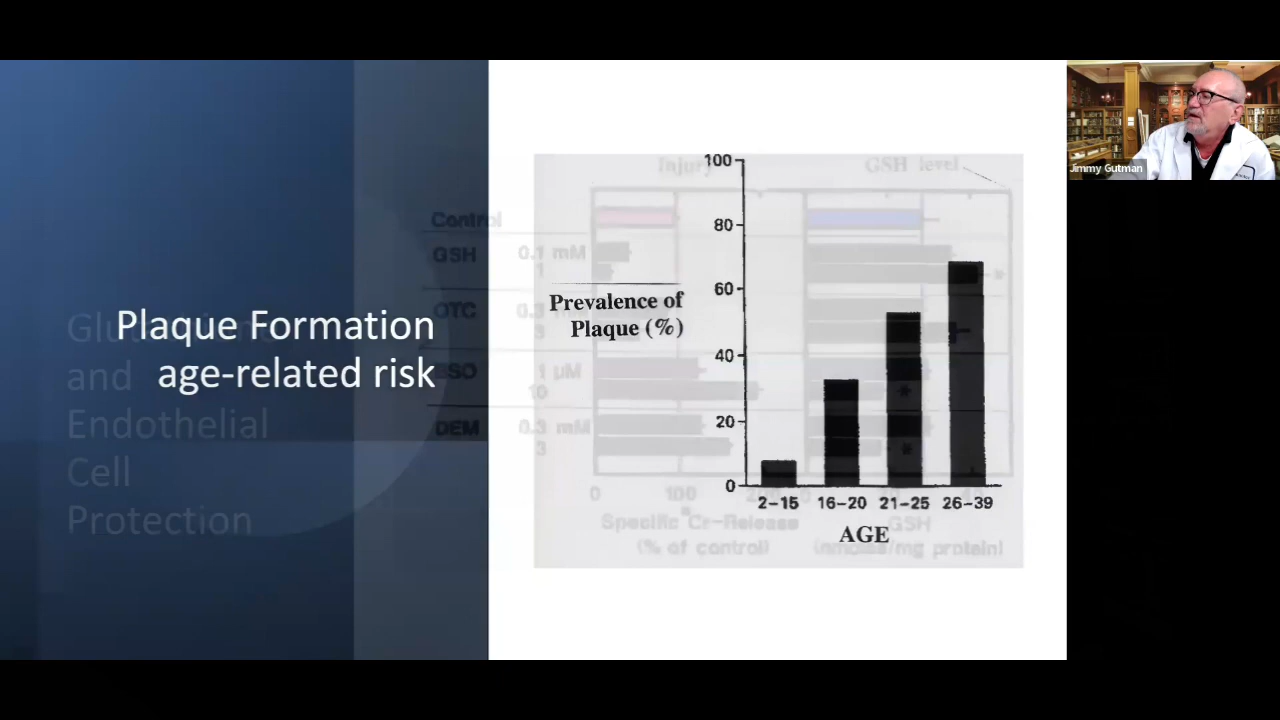 Plaque Formation
age-related risk
Glutathione
and
Endothelial
Cell
Protection
Injury
GSH level
Control
GSH 0.1 mM
1
OTC 0.3 mM
3
BSO 1 µM
10
DEM 0.3 mM
3
0 100 200
Specific Cr-Release
(% of control)
GSH
(nmoles/mg protein)
Prevalence of
Plaque (%)
100
80
60
40
20
0
2-15 16-20 21-25 26-39
AGE
Jimmy Gutman